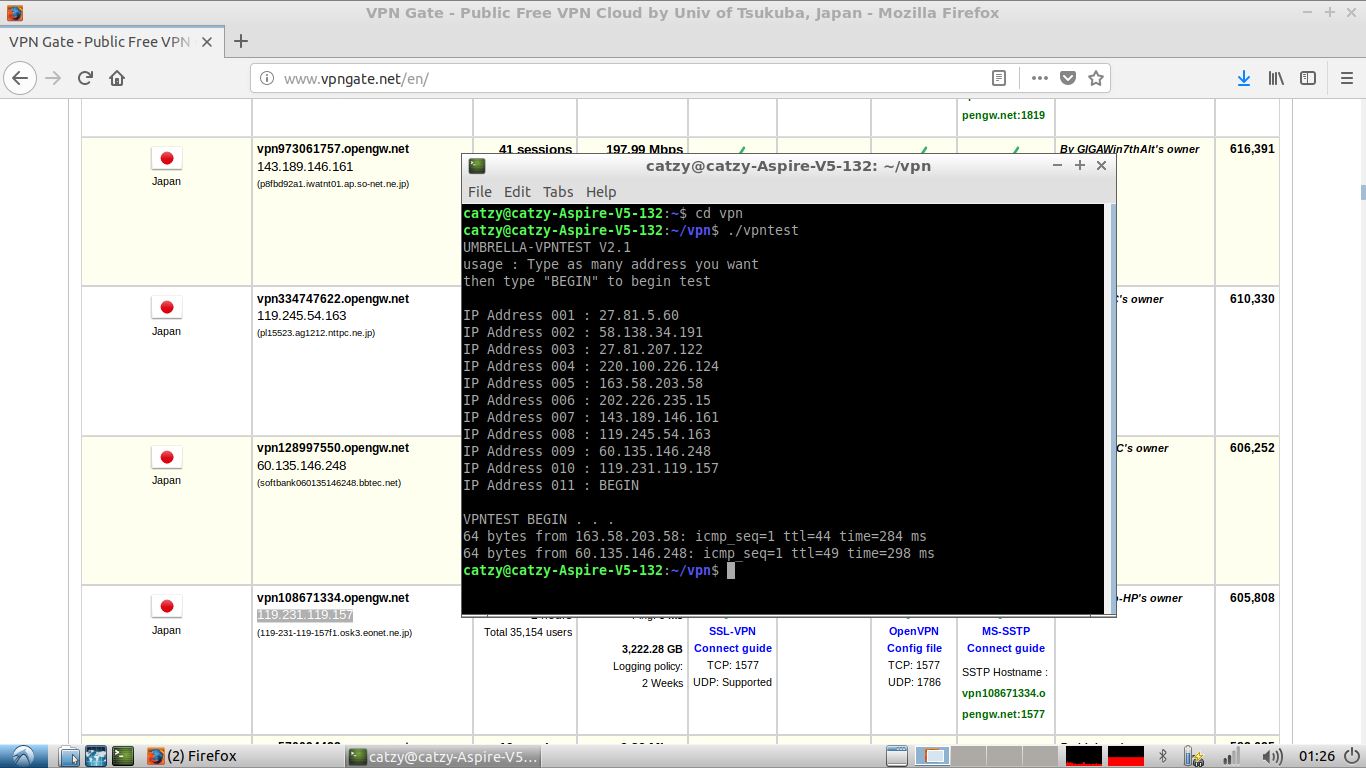 VPN Gate - Public Free VPN Cloud by Univ of Tsukuba, Japan - Mozilla Firefox
VPN Gate - Public Free VPN
www.vpngate.net/en/
pengw.net:1819
Japan
vpn973061757.opengw.net
143.189.146.161
(p8fbd92a1.iwatnt01.ap.so-net.ne.jp)
41 sessions
197.99 Mbps
By GIGAWin7thAlt's owner
616,391
catzy@catzy-Aspire-V5-132: ~/vpn
File Edit Tabs Help
catzy@catzy-Aspire-V5-132:~$ cd vpn
catzy@catzy-Aspire-V5-132:~/vpn$ ./vpntest
UMBRELLA-VPNTEST V2.1
usage : Type as many address you want
then type "BEGIN" to begin test
IP Address 001 : 27.81.5.60
IP Address 002 : 58.138.34.191
IP Address 003 : 27.81.207.122
IP Address 004 : 220.100.226.124
IP Address 005 : 163.58.203.58
IP Address 006 : 202.226.235.15
IP Address 007 : 143.189.146.161
IP Address 008 : 119.245.54.163
IP Address 009 : 60.135.146.248
IP Address 010 : 119.231.119.157
IP Address 011 : BEGIN
VPNTEST BEGIN . . .
64 bytes from 163.58.203.58: icmp_seq=1 ttl=44 time=284 ms
64 bytes from 60.135.146.248: icmp_seq=1 ttl=49 time=298 ms
catzy@catzy-Aspire-V5-132:~/vpn$
Japan
vpn334747622.opengw.net
119.245.54.163
(pl15523.ag1212.nttpc.ne.jp)
C's owner
610,330
Japan
vpn128997550.opengw.net
60.135.146.248
(softbank060135146248.bbtec.net)
C's owner
606,252
Japan
vpn108671334.opengw.net
119.231.119.157
(119-231-119-157f1.osk3.eonet.ne.jp)
Total 35,154 users
3,222.28 GB
Logging policy:
2 Weeks
SSL-VPN
Connect guide
TCP: 1577
UDP: Supported
OpenVPN
Config file
TCP: 1577
UDP: 1786
MS-SSTP
Connect guide
SSTP Hostname :
vpn108671334.o
pengw.net:1577
-HP's owner
605,808
(2) Firefox
catzy@catzy-Aspire-V5...
01:26